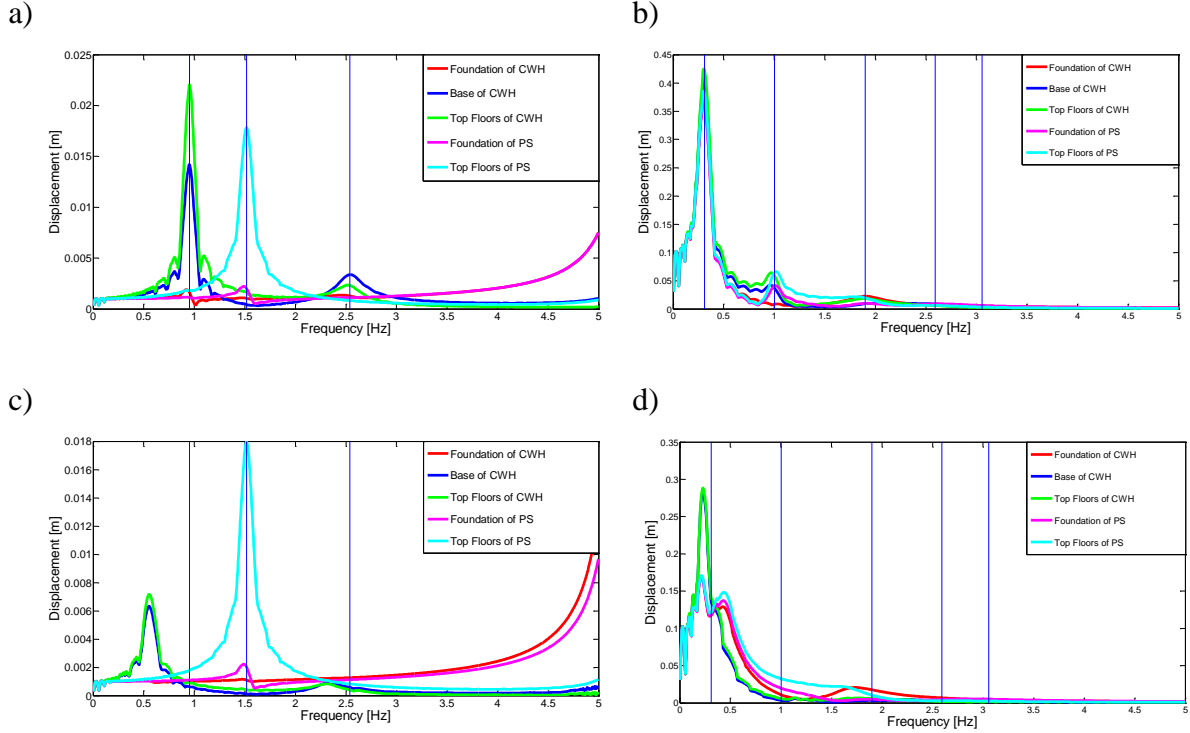 a)
0.025
0.02
0.015
0.01
0.005
0
Displacement [m]
0 0.5 1 1.5 2 2.5 3 3.5 4 4.5 5
Frequency [Hz]
Foundation of CWH
Base of CWH
Top Floors of CWH
Foundation of PS
Top Floors of PS
b)
0.45
0.4
0.35
0.3
0.25
0.2
0.15
0.1
0.05
0
Displacement [m]
0 0.5 1 1.5 2 2.5 3 3.5 4 4.5 5
Frequency [Hz]
Foundation of CWH
Base of CWH
Top Floors of CWH
Foundation of PS
Top Floors of PS
c)
0.018
0.016
0.014
0.012
0.01
0.008
0.006
0.004
0.002
0
Displacement [m]
0 0.5 1 1.5 2 2.5 3 3.5 4 4.5 5
Frequency [Hz]
Foundation of CWH
Base of CWH
Top Floors of CWH
Foundation of PS
Top Floors of PS
d)
0.35
0.3
0.25
0.2
0.15
0.1
0.05
0
Displacement [m]
0 0.5 1 1.5 2 2.5 3 3.5 4 4.5 5
Frequency [Hz]
Foundation of CWH
Base of CWH
Top Floors of CWH
Foundation of PS
Top Floors of PS